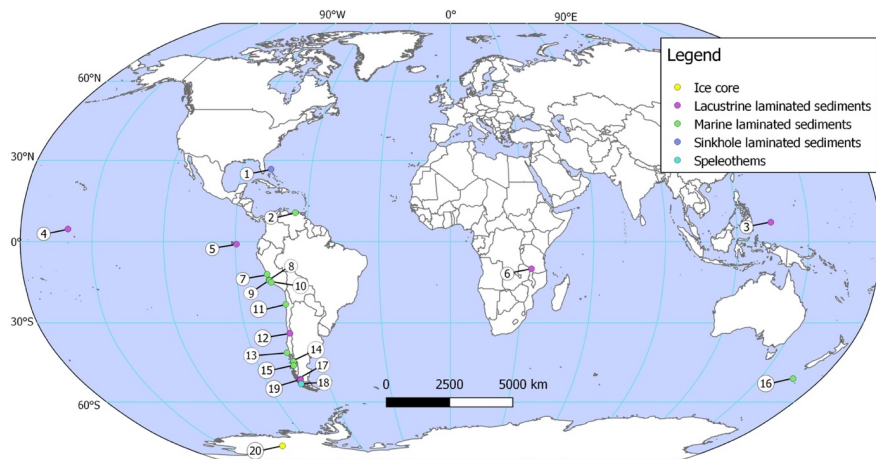 90°W 0° 90°E
60°N
30°N
0°
30°S
60°S
Legend
Ice core
Lacustrine laminated sediments
Marine laminated sediments
Sinkhole laminated sediments
Speleothems
1
2
3
4
5
6
7
8
9
10
11
12
13
14
15
16
17
18
19
20
0 2500 5000 km